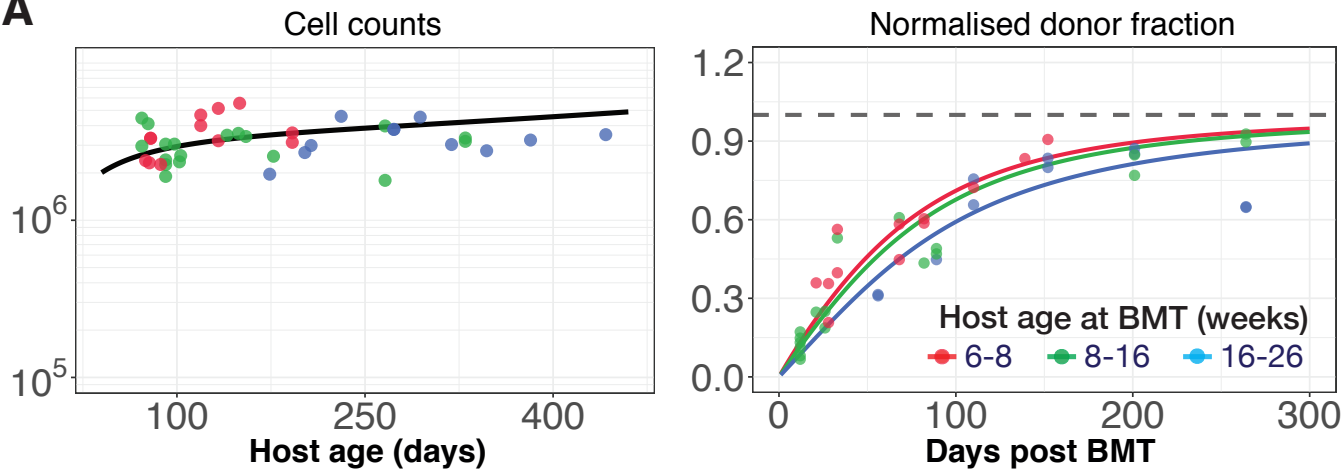 A
Cell counts
10^6
10^5
100 250 400
Host age (days)
Normalised donor fraction
1.2
0.9
0.6
0.3
0.0
Host age at BMT (weeks)
6-8 8-16 16-26
0 100 200 300
Days post BMT